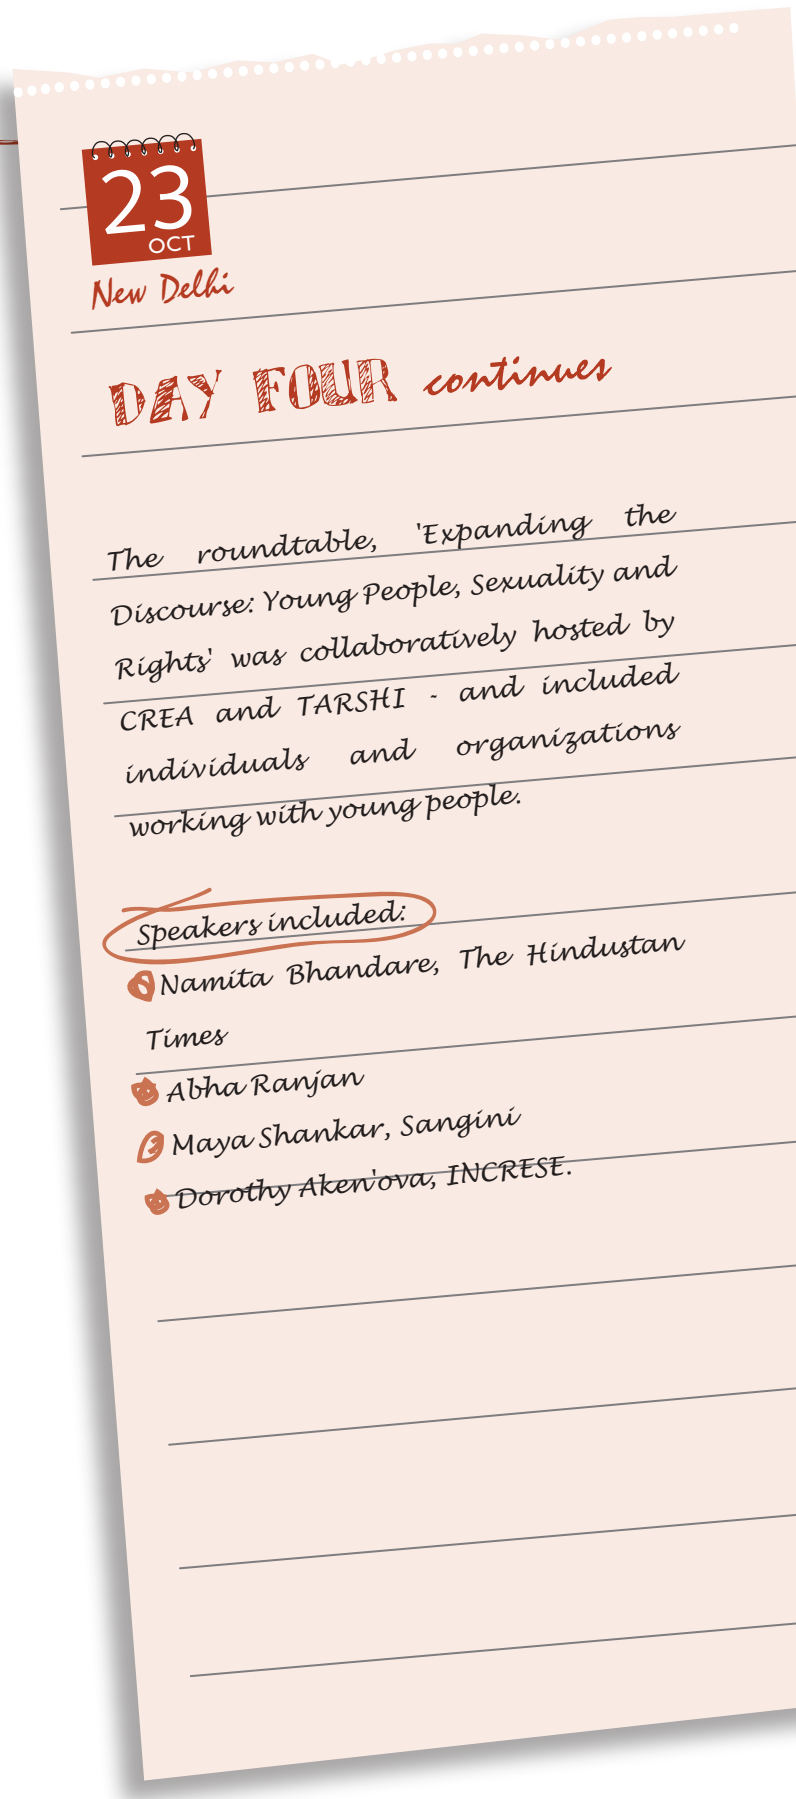 23
OCT
New Delhi
DAY FOUR continues
The roundtable, 'Expanding the
Discourse: Young People, Sexuality and
Rights' was collaboratively hosted by
CREA and TARSHI - and included
individuals and organizations
working with young people.
Speakers included:
Namita Bhandare, The Hindustan
Times
Abha Ranjan
Maya Shankar, Sangini
Dorothy Aken'ova, INCRESE.